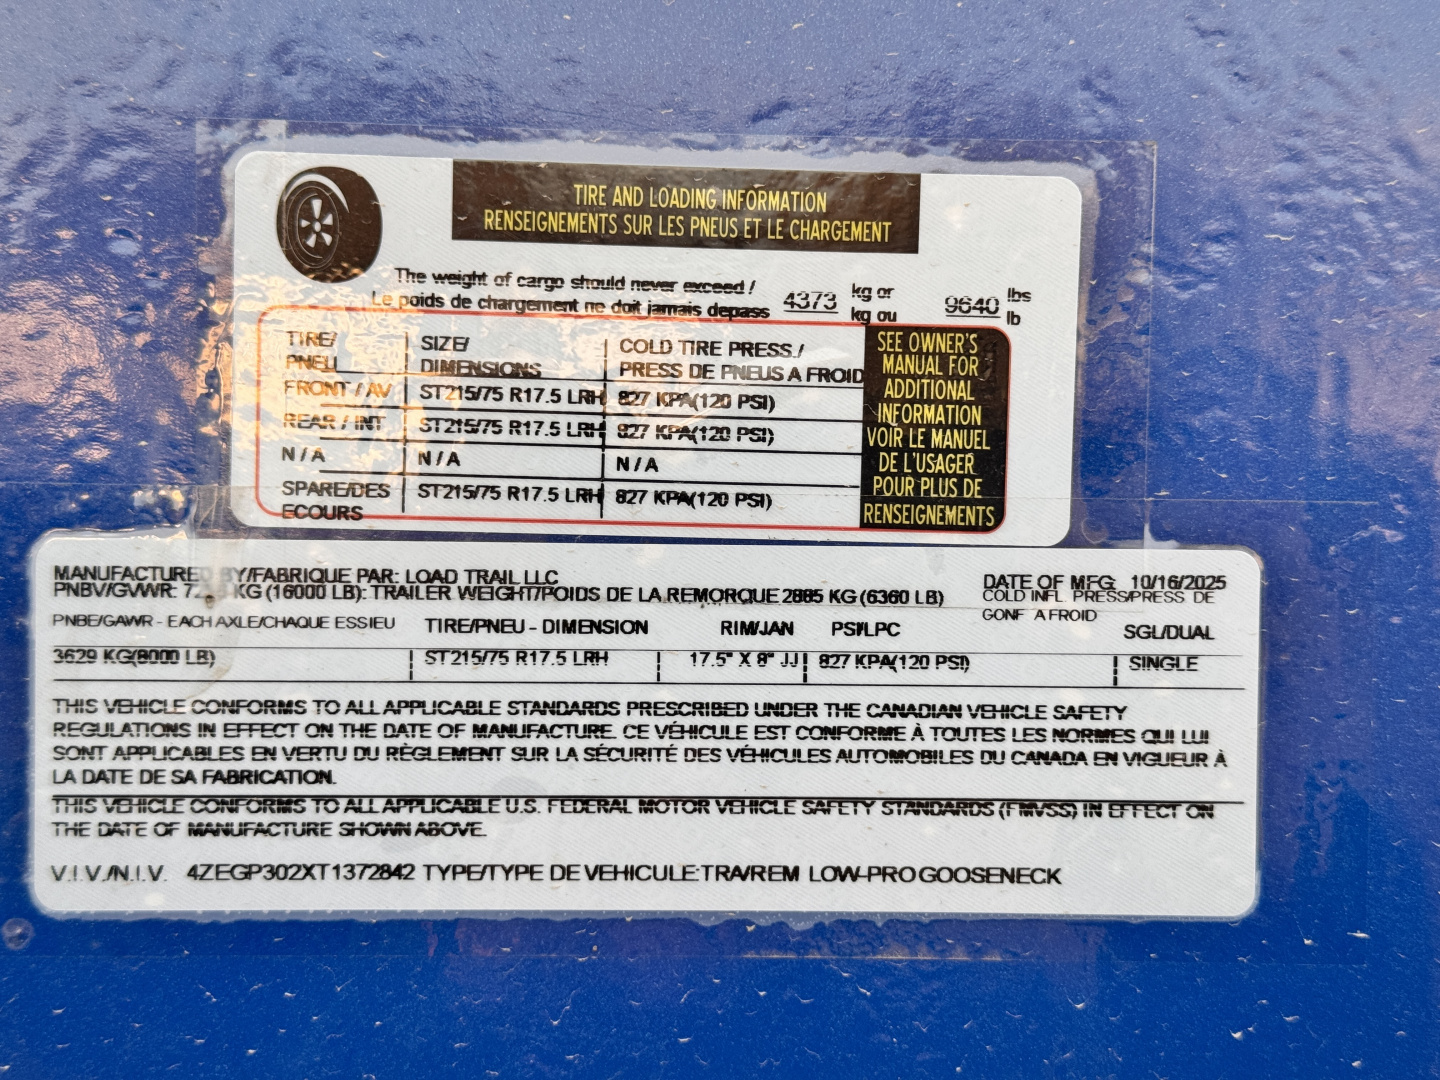 TIRE AND LOADING INFORMATION
RENSEIGNEMENTS SUR LES PNEUS ET LE CHARGEMENT
The weight of cargo should never exceed /
Le poids de chargement ne doit jamais depass 4373 kg or kg ou 9640 lbs lb
TIRE/ PNEU SIZE/ DIMENSIONS COLD TIRE PRESS./ PRESS DE PNEUS A FROID
FRONT / AV ST215/75 R17.5 LRH 827 KPA(120 PSI)
REAR / INT ST215/75 R17.5 LRH 827 KPA(120 PSI)
N / A N / A N / A
SPARE/DES ECOURS ST215/75 R17.5 LRH 827 KPA(120 PSI)
SEE OWNER'S
MANUAL FOR
ADDITIONAL
INFORMATION
VOIR LE MANUEL
DE L'USAGER
POUR PLUS DE
RENSEIGNEMENTS
MANUFACTURED BY/FABRIQUE PAR: LOAD TRAIL LLC DATE OF MFG: 10/16/2025
PNBV/GVWR: KG (16000 LB): TRAILER WEIGHT/POIDS DE LA REMORQUE 2885 KG (6360 LB) COLD INFL. PRESS/PRESS. DE
GONF A FROID
PNBE/GAWR - EACH AXLE/CHAQUE ESSIEU TIRE/PNEU - DIMENSION RIM/JAN PSI/LPC SGL/DUAL
3629 KG(8000 LB) ST215/75 R17.5 LRH 17.5" X 8" JJ 827 KPA(120 PSI) SINGLE
THIS VEHICLE CONFORMS TO ALL APPLICABLE STANDARDS PRESCRIBED UNDER THE CANADIAN VEHICLE SAFETY
REGULATIONS IN EFFECT ON THE DATE OF MANUFACTURE. CE VÉHICULE EST CONFORME À TOUTES LES NORMES QUI LUI
SONT APPLICABLES EN VERTU DU RÈGLEMENT SUR LA SÉCURITÉ DES VÉHICULES AUTOMOBILES DU CANADA EN VIGUEUR À
LA DATE DE SA FABRICATION.
THIS VEHICLE CONFORMS TO ALL APPLICABLE U.S. FEDERAL MOTOR VEHICLE SAFETY STANDARDS (FMVSS) IN EFFECT ON
THE DATE OF MANUFACTURE SHOWN ABOVE.
V.I.V./N.I.V. 4ZEGP302XT1372842 TYPE/TYPE DE VEHICULE:TRA/REM LOW-PRO GOOSENECK